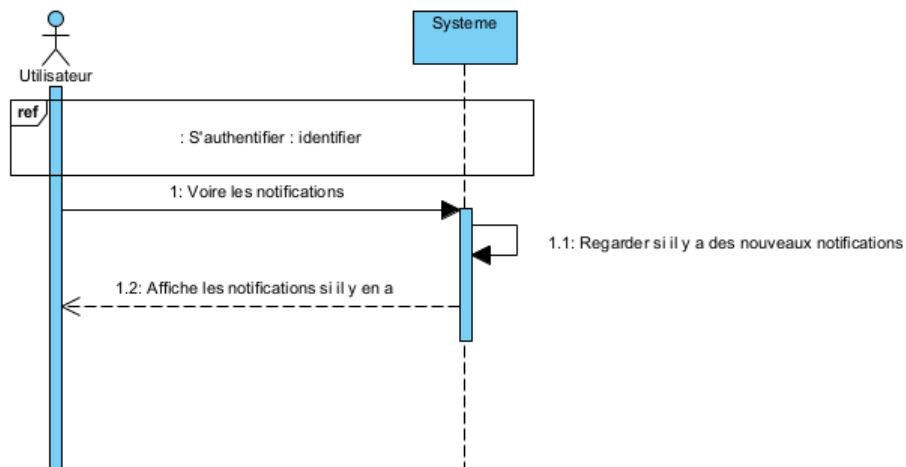 Systeme
Utilisateur
ref
: S'authentifier : identifier
1: Voire les notifications
1.1: Regarder si il y a des nouveaux notifications
1.2: Affiche les notifications si il y en a